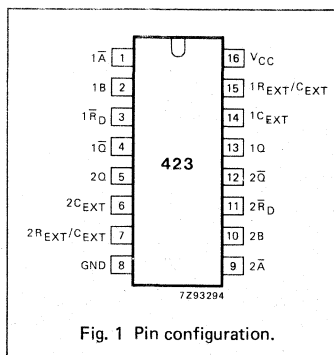 1A̅ 1 16 VCC
1B 2 15 1REXT/CEXT
1R̅D 3 14 1CEXT
1Q̅ 4 13 1Q
423
2Q 5 12 2Q̅
2CEXT 6 11 2R̅D
2REXT/CEXT 7 10 2B
GND 8 9 2A̅
7Z93294
Fig. 1 Pin configuration.